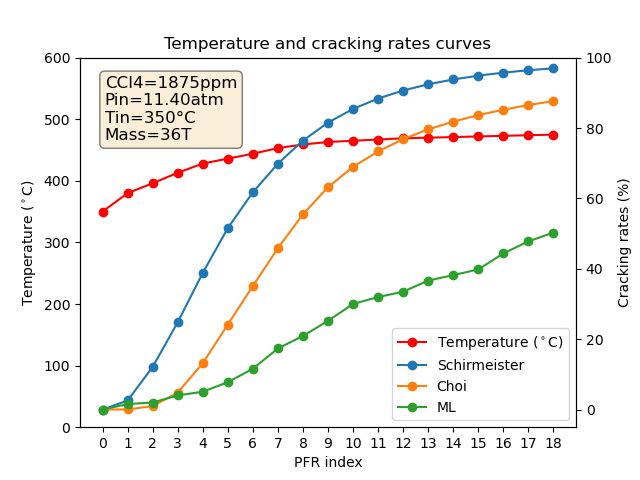 Temperature and cracking rates curves
CCl4=1875ppm
Pin=11.40atm
Tin=350°C
Mass=36T
Temperature (°C)
600
500
400
300
200
100
0
100
80
60
40
20
0
Cracking rates (%)
Temperature (°C)
Schirmeister
Choi
ML
0 1 2 3 4 5 6 7 8 9 10 11 12 13 14 15 16 17 18
PFR index